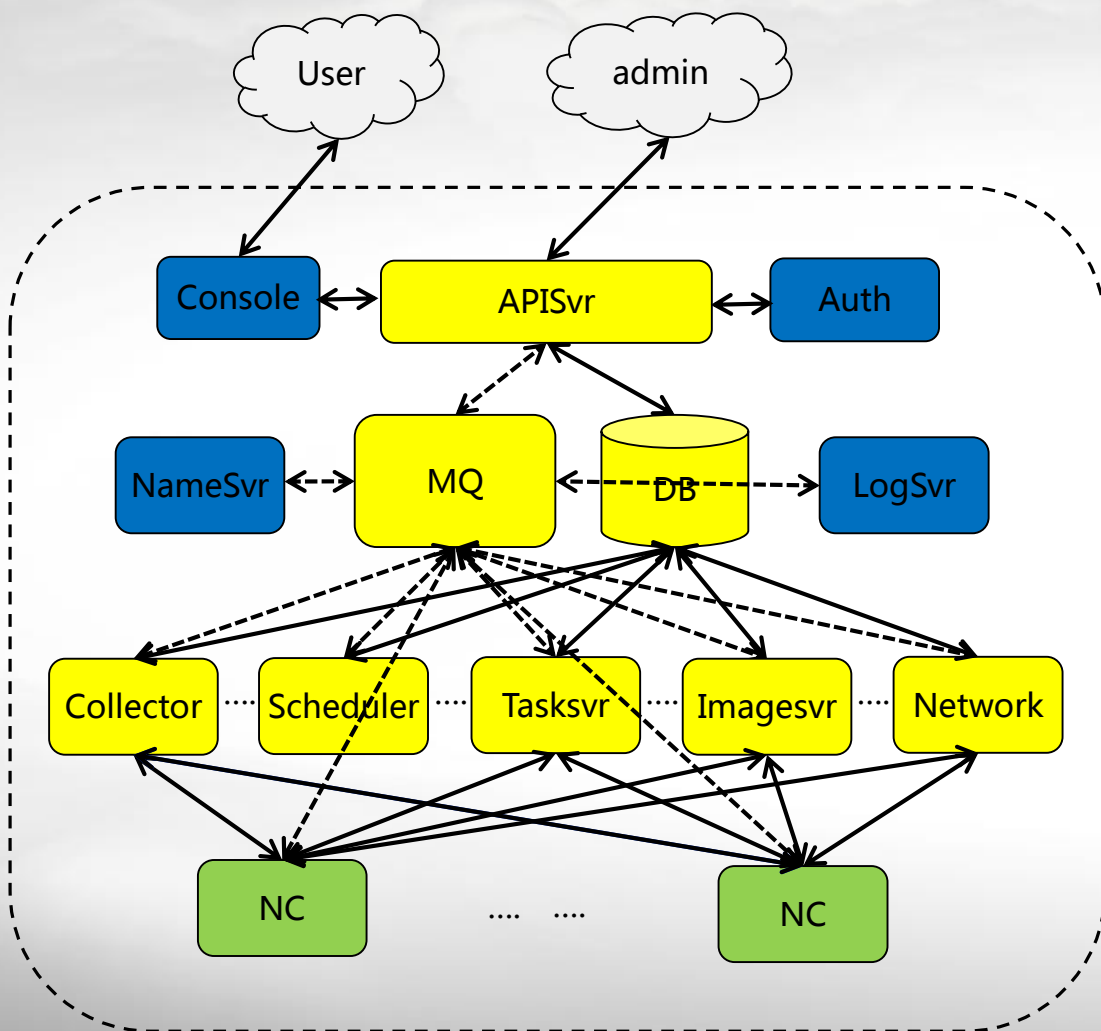 User
admin
Console
APISvr
Auth
NameSvr
MQ
DB
LogSvr
Collector
....
Scheduler
....
Tasksvr
....
Imagesvr
....
Network
NC
.... ....
NC